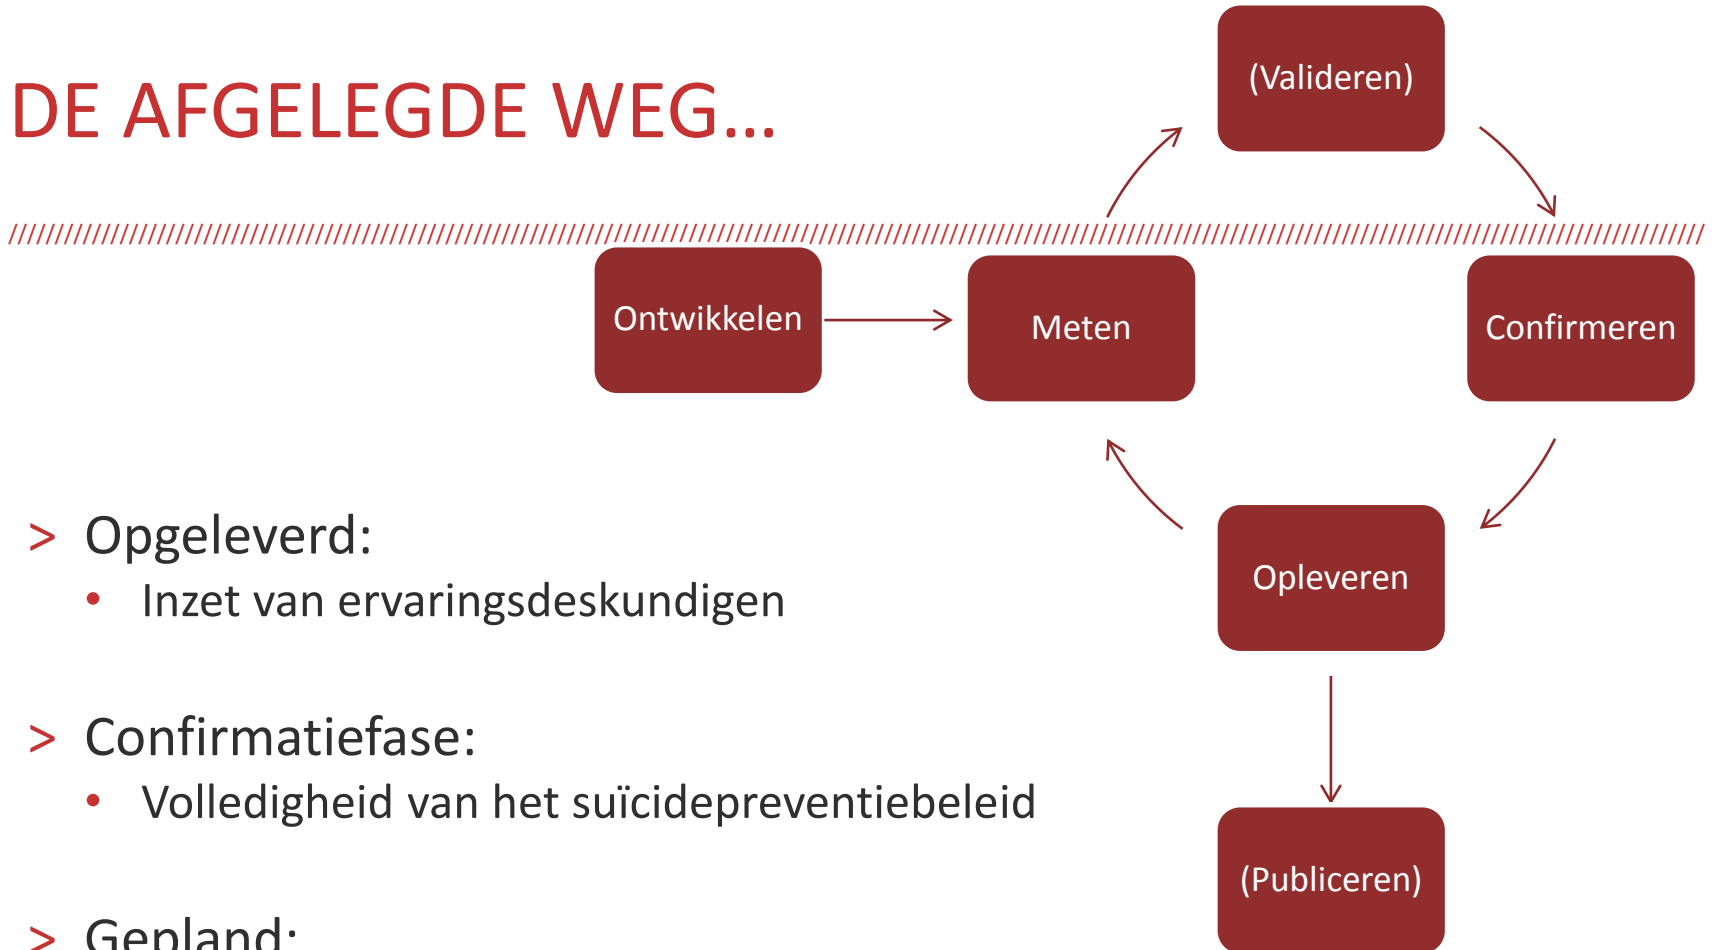 DE AFGELEGDE WEG…
(Valideren)
Ontwikkelen
Meten
Confirmeren
Opleveren
(Publiceren)
> Opgeleverd:
• Inzet van ervaringsdeskundigen
> Confirmatiefase:
• Volledigheid van het suïcidepreventiebeleid
> Gepland: